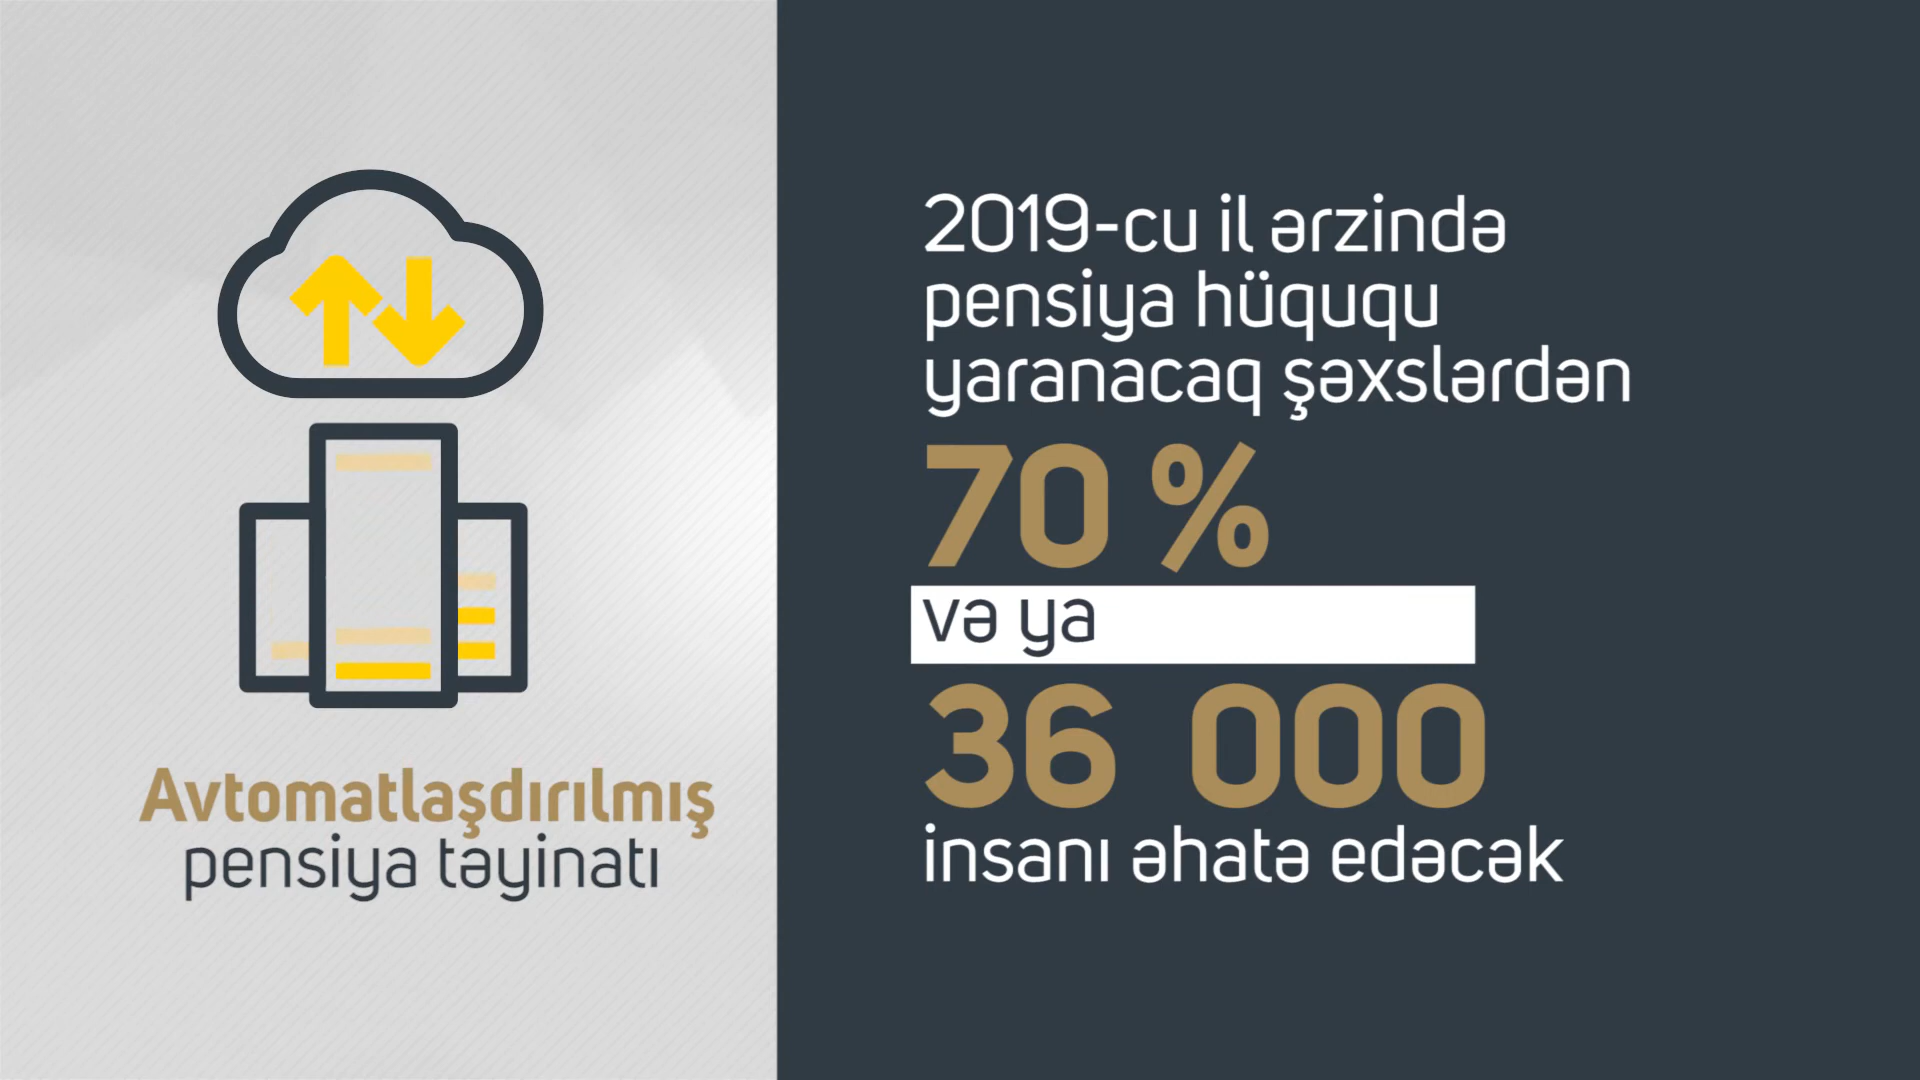 Avtomatlaşdırılmış
pensiya təyinatı
2019-cu il ərzində
pensiya hüququ
yaranacaq şəxslərdən
70 %
və ya
36 000
insanı əhatə edəcək